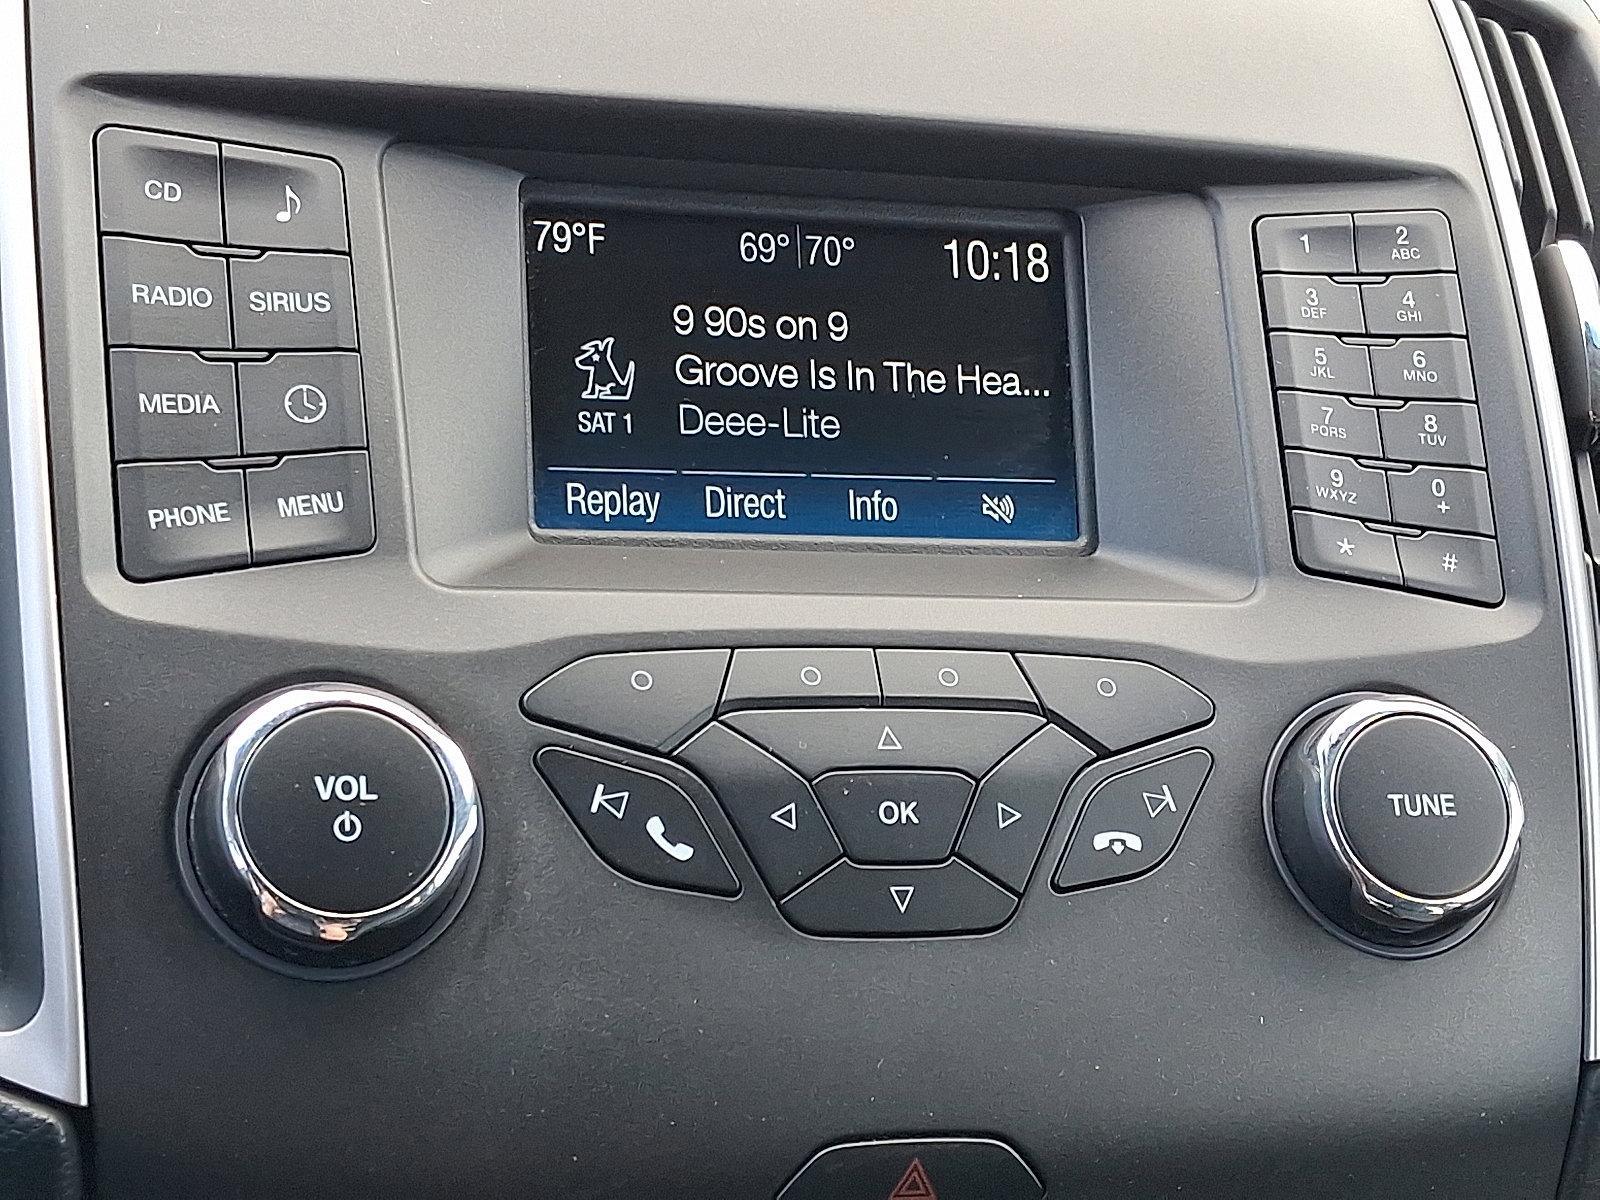 CD
RADIO SIRIUS
MEDIA
PHONE MENU
79°F 69° 70° 10:18
9 90s on 9
Groove Is In The Hea...
SAT 1 Deee-Lite
Replay Direct Info
1 2 ABC
3 DEF 4 GHI
5 JKL 6 MNO
7 PQRS 8 TUV
9 WXYZ 0 +
* #
VOL
OK
TUNE